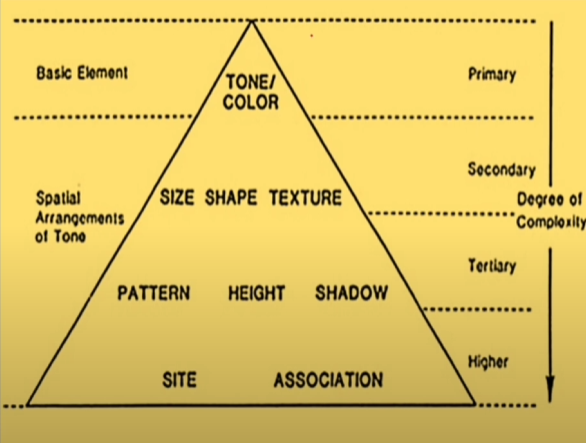 Basic Element
TONE/
COLOR
Primary
Secondary
SIZE SHAPE TEXTURE
Spatial
Arrangements
of Tone
Degree of
Complexity
Tertiary
PATTERN HEIGHT SHADOW
Higher
SITE ASSOCIATION